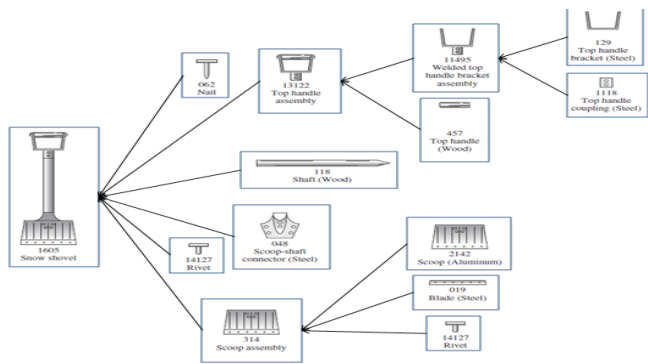 129
Top handle
bracket (Steel)
11495
Welded top
handle bracket
assembly
062
Nail
13122
Top handle
assembly
1118
Top handle
coupling (Steel)
457
Top handle
(Wood)
118
Shaft (Wood)
1605
Snow shovel
14127
Rivet
048
Scoop-shaft
connector (Steel)
2142
Scoop (Aluminum)
019
Blade (Steel)
314
Scoop assembly
14127
Rivet